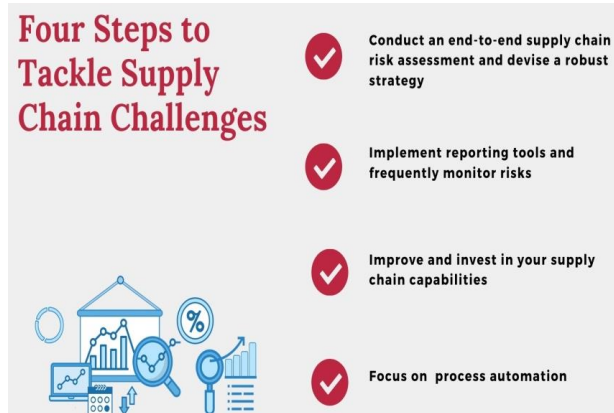 Four Steps to
Tackle Supply
Chain Challenges
Conduct an end-to-end supply chain
risk assessment and devise a robust
strategy
Implement reporting tools and
frequently monitor risks
Improve and invest in your supply
chain capabilities
Focus on process automation
%